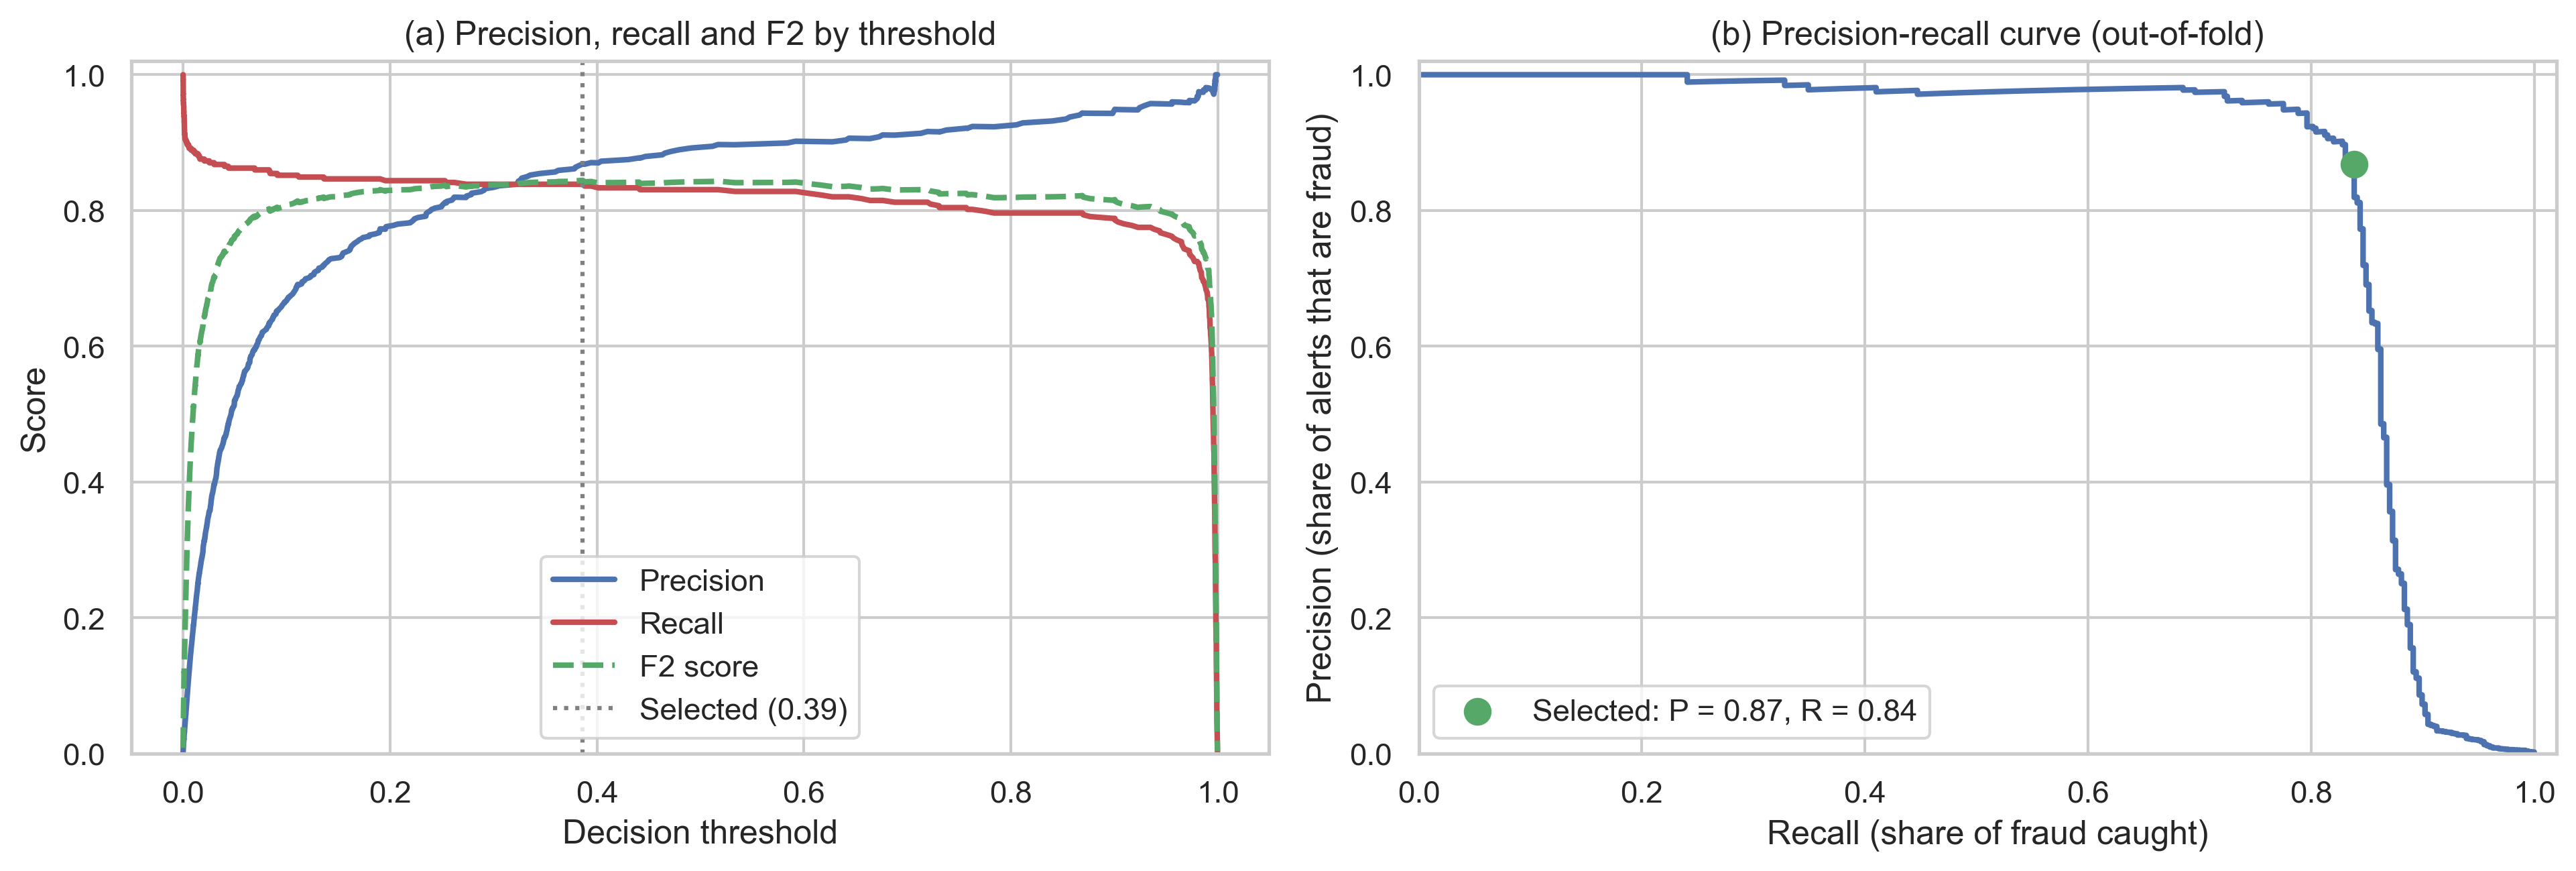 (a) Precision, recall and F2 by threshold
1.0
0.8
0.6
0.4
0.2
0.0
Score
0.0 0.2 0.4 0.6 0.8 1.0
Decision threshold
Precision
Recall
F2 score
Selected (0.39)
(b) Precision-recall curve (out-of-fold)
1.0
0.8
0.6
0.4
0.2
0.0
Precision (share of alerts that are fraud)
0.0 0.2 0.4 0.6 0.8 1.0
Recall (share of fraud caught)
Selected: P = 0.87, R = 0.84